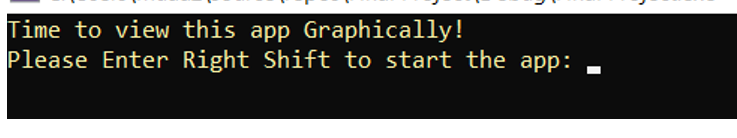 Time to view this app Graphically!
Please Enter Right Shift to start the app: